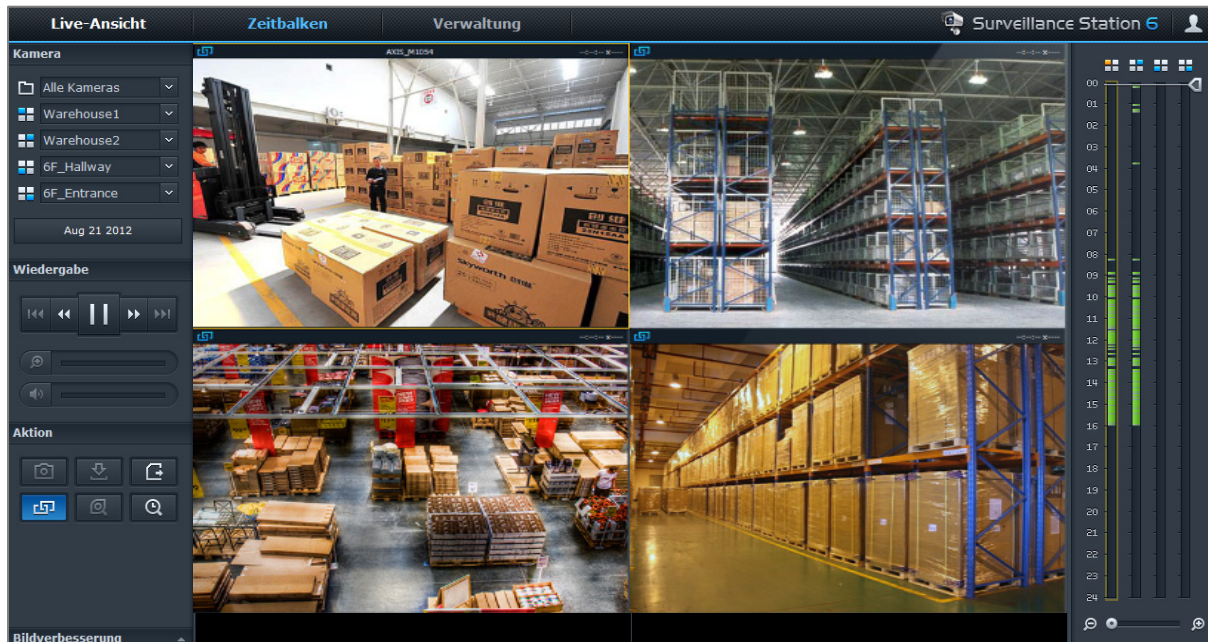 Live-Ansicht
Zeitbalken
Verwaltung
Surveillance Station 6
Kamera
Alle Kameras
Warehouse1
Warehouse2
6F_Hallway
6F_Entrance
Aug 21 2012
Wiedergabe
Aktion
Bildverbesserung
AXIS_M1054
--:--:-- x----
--:--:-- x----
--:--:-- x----
--:--:-- x----
Skyworth
00
01
02
03
04
05
06
07
08
09
10
11
12
13
14
15
16
17
18
19
20
21
22
23
24